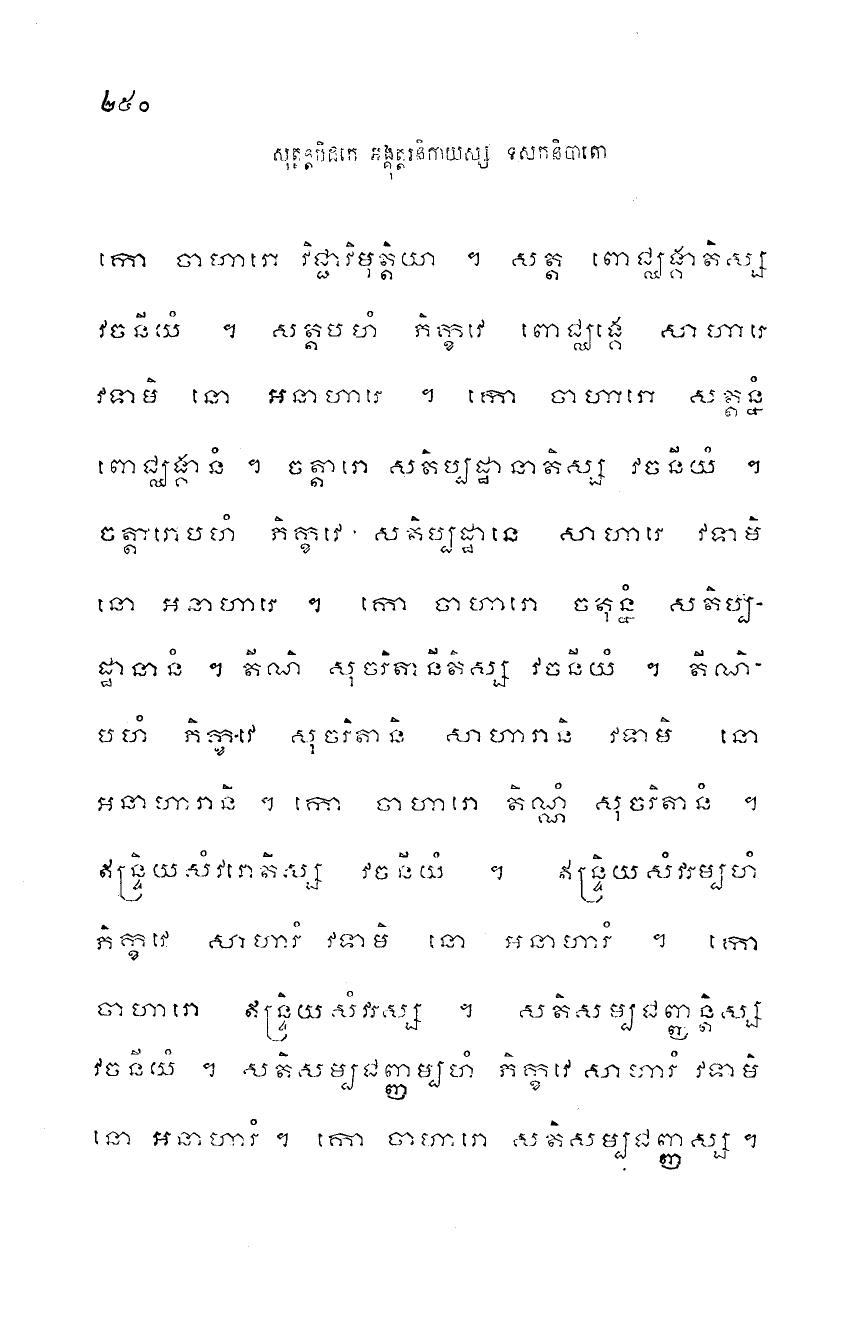 ២៥០
សុត្តន្តបិដកេ អង្គុត្តរនិកាយស្ស ទសកនិបាតោ
កោ ចាហារោ វិជ្ជាវិមុត្តិយា ។ សត្ត ពោជ្ឈង្គាតិស្ស
វចនីយំ ។ សត្តបហំ ភិក្ខវេ ពោជ្ឈង្គេ សាហារេ
វទាមិ នោ អនាហារេ ។ កោ ចាហារោ សត្តន្នំ
ពោជ្ឈង្គានំ ។ ចត្តារោ សតិប្បដ្ឋានាតិស្ស វចនីយំ ។
ចត្តារោបហំ ភិក្ខវេ សតិប្បដ្ឋានេ សាហារេ វទាមិ
នោ អនាហារេ ។ កោ ចាហារោ ចតុន្នំ សតិប្ប-
ដ្ឋានានំ ។ តីណិ សុចរិតានីតិស្ស វចនីយំ ។ តីណិ-
បហំ ភិក្ខវេ សុចរិតានិ សាហារានិ វទាមិ នោ
អនាហារានិ ។ កោ ចាហារោ តិណ្ណំ សុចរិតានំ ។
ឥន្ទ្រិយសំវរោតិស្ស វចនីយំ ។ ឥន្ទ្រិយសំវរម្បហំ
ភិក្ខវេ សាហារំ វទាមិ នោ អនាហារំ ។ កោ
ចាហារោ ឥន្ទ្រិយសំវរស្ស ។ សតិសម្បជញ្ញន្តិស្ស
វចនីយំ ។ សតិសម្បជញ្ញម្បហំ ភិក្ខវេ សាហារំ វទាមិ
នោ អនាហារំ ។ កោ ចាហារោ សតិសម្បជញ្ញស្ស ។